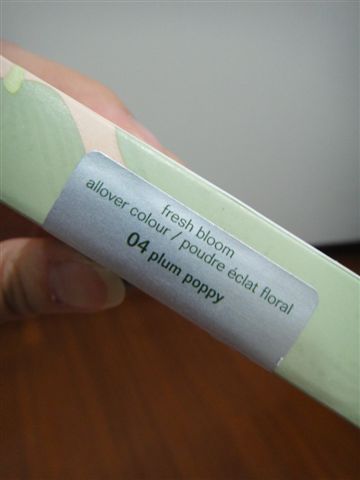 fresh bloom
allover colour / poudre éclat floral
04 plum poppy